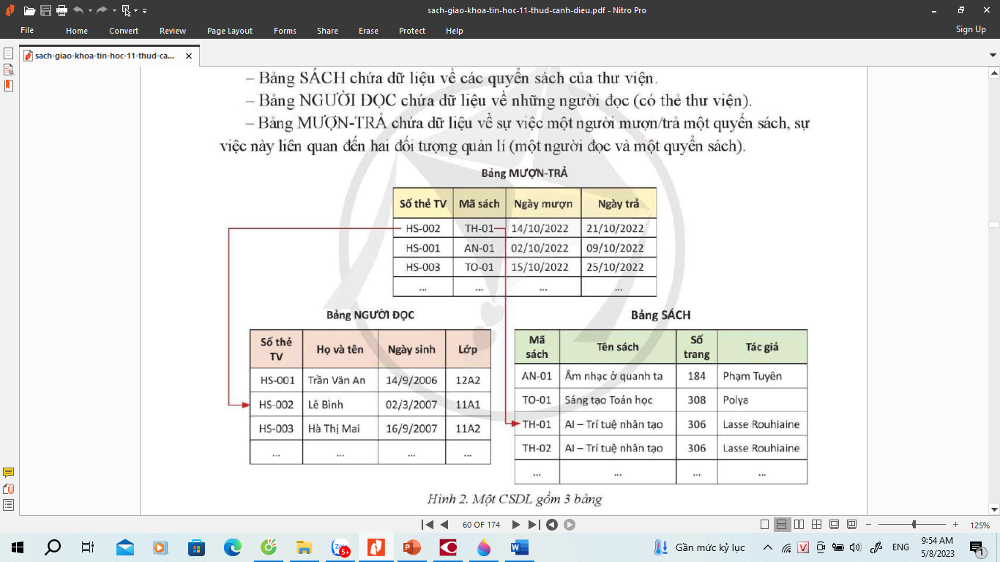 sach-giao-khoa-tin-hoc-11-thud-canh-dieu.pdf - Nitro Pro
File Home Convert Review Page Layout Forms Share Erase Protect Help Sign Up
sach-giao-khoa-tin-hoc-11-thud-ca...
– Bảng SÁCH chứa dữ liệu về các quyển sách của thư viện.
– Bảng NGƯỜI ĐỌC chứa dữ liệu về những người đọc (có thẻ thư viện).
– Bảng MƯỢN-TRẢ chứa dữ liệu về sự việc một người mượn/trả một quyển sách, sự
việc này liên quan đến hai đối tượng quản lí (một người đọc và một quyển sách).
Bảng MƯỢN-TRẢ
Số thẻ TV Mã sách Ngày mượn Ngày trả
HS-002 TH-01 14/10/2022 21/10/2022
HS-001 AN-01 02/10/2022 09/10/2022
HS-003 TO-01 15/10/2022 25/10/2022
... ... ... ...
Bảng NGƯỜI ĐỌC
Số thẻ
TV Họ và tên Ngày sinh Lớp
HS-001 Trần Văn An 14/9/2006 12A2
HS-002 Lê Bình 02/3/2007 11A1
HS-003 Hà Thị Mai 16/9/2007 11A2
... ... ... ...
Bảng SÁCH
Mã
sách Tên sách Số
trang Tác giả
AN-01 Âm nhạc ở quanh ta 184 Phạm Tuyên
TO-01 Sáng tạo Toán học 308 Polya
TH-01 AI – Trí tuệ nhân tạo 306 Lasse Rouhiaine
TH-02 AI – Trí tuệ nhân tạo 306 Lasse Rouhiaine
... ... ... ...
Hình 2. Một CSDL gồm 3 bảng
60 OF 174
125%
Zalo
5+
Gần mức kỷ lục
V
ENG
9:54 AM
5/8/2023
1